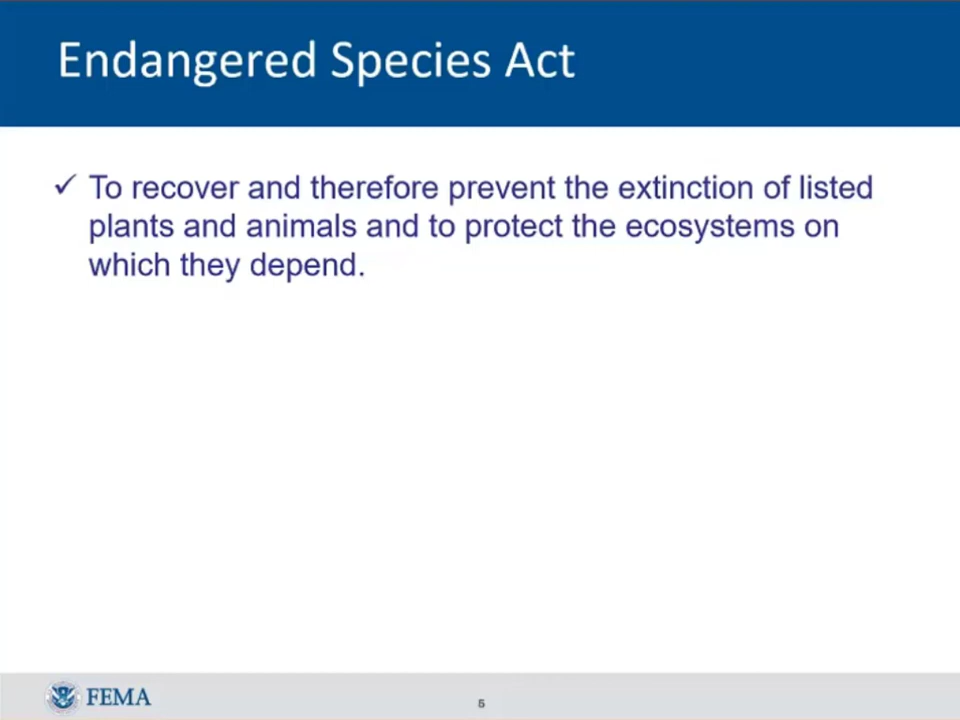 Endangered Species Act
✓ To recover and therefore prevent the extinction of listed
plants and animals and to protect the ecosystems on
which they depend.
FEMA
5